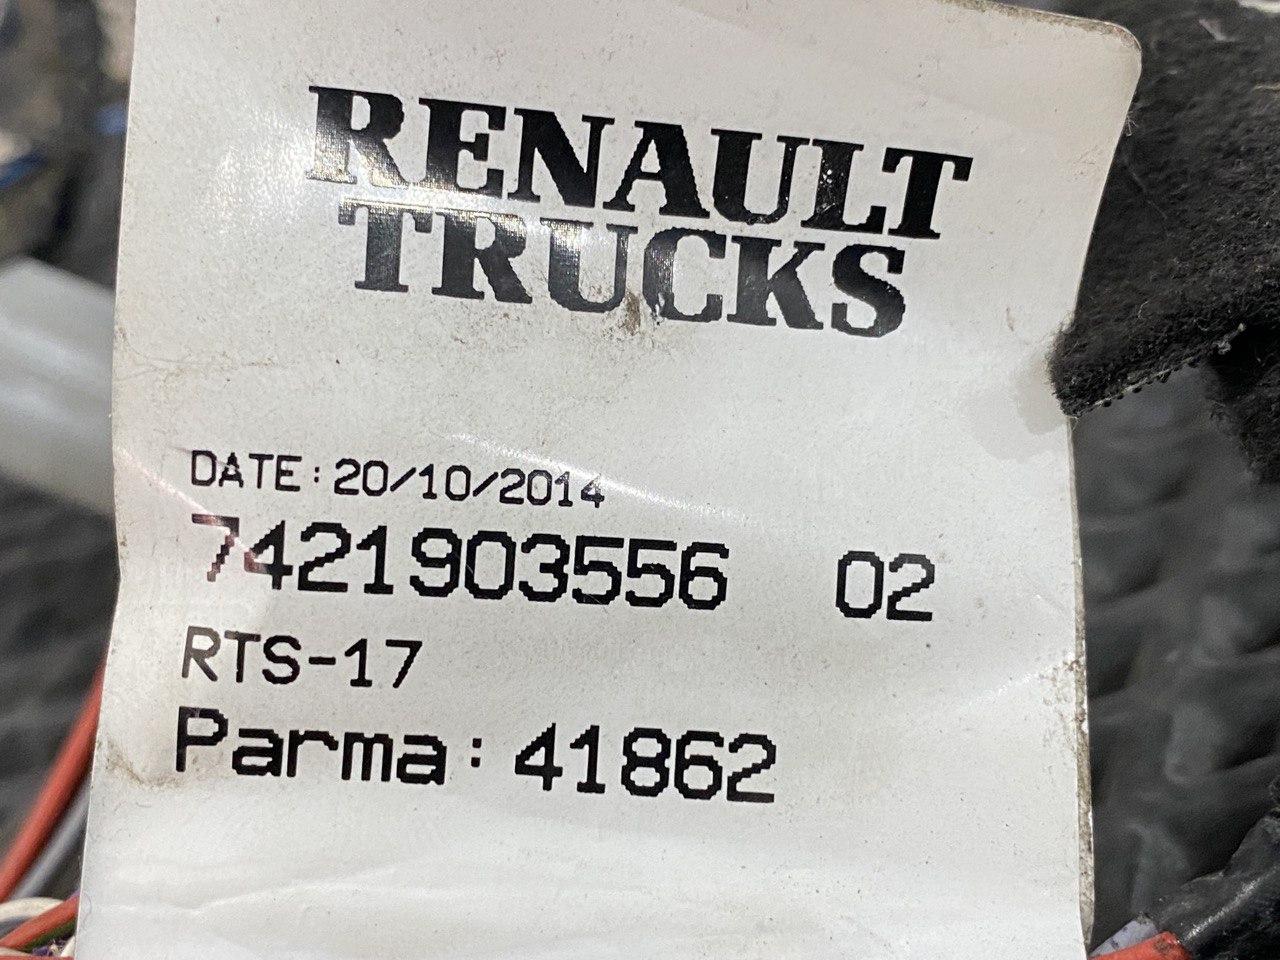 RENAULT
TRUCKS
DATE: 20/10/2014
7421903556 02
RTS-17
Parma: 41862